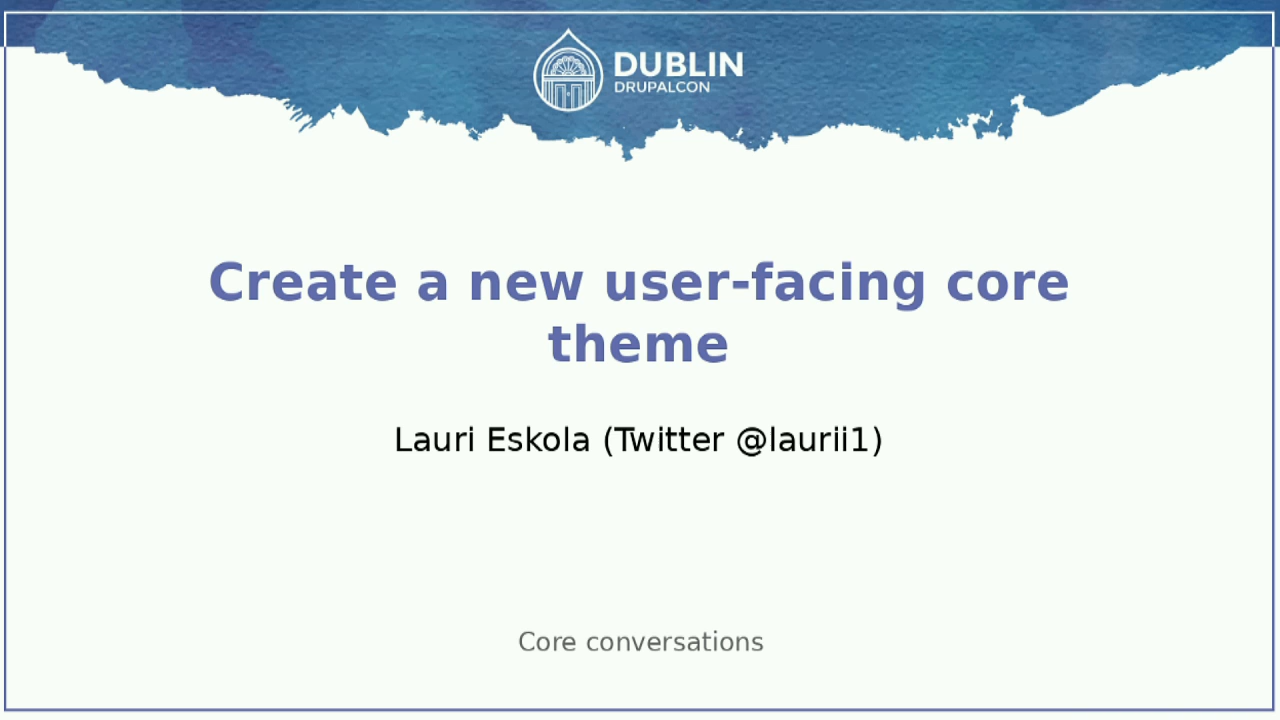 DUBLIN
DRUPALCON
Create a new user-facing core
theme
Lauri Eskola (Twitter @laurii1)
Core conversations